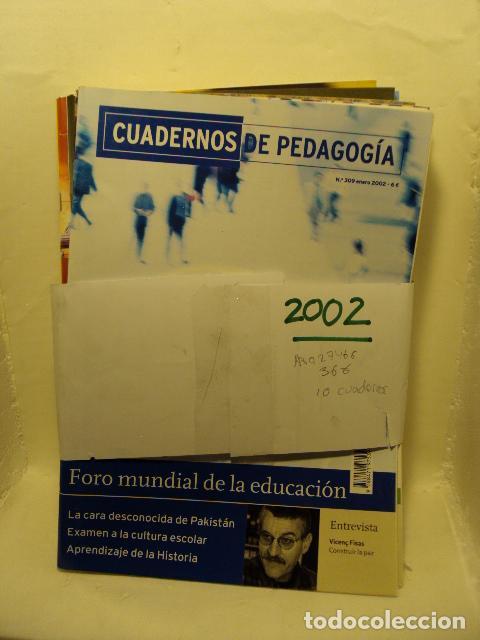 CUADERNOS DE PEDAGOGÍA
N.º 309 enero 2002 - 6 €
2002
36€
10 cuadernos
Foro mundial de la educación
La cara desconocida de Pakistán
Examen a la cultura escolar
Aprendizaje de la Historia
Entrevista
Vicenç Fisas
Construir la paz
todocoleccion